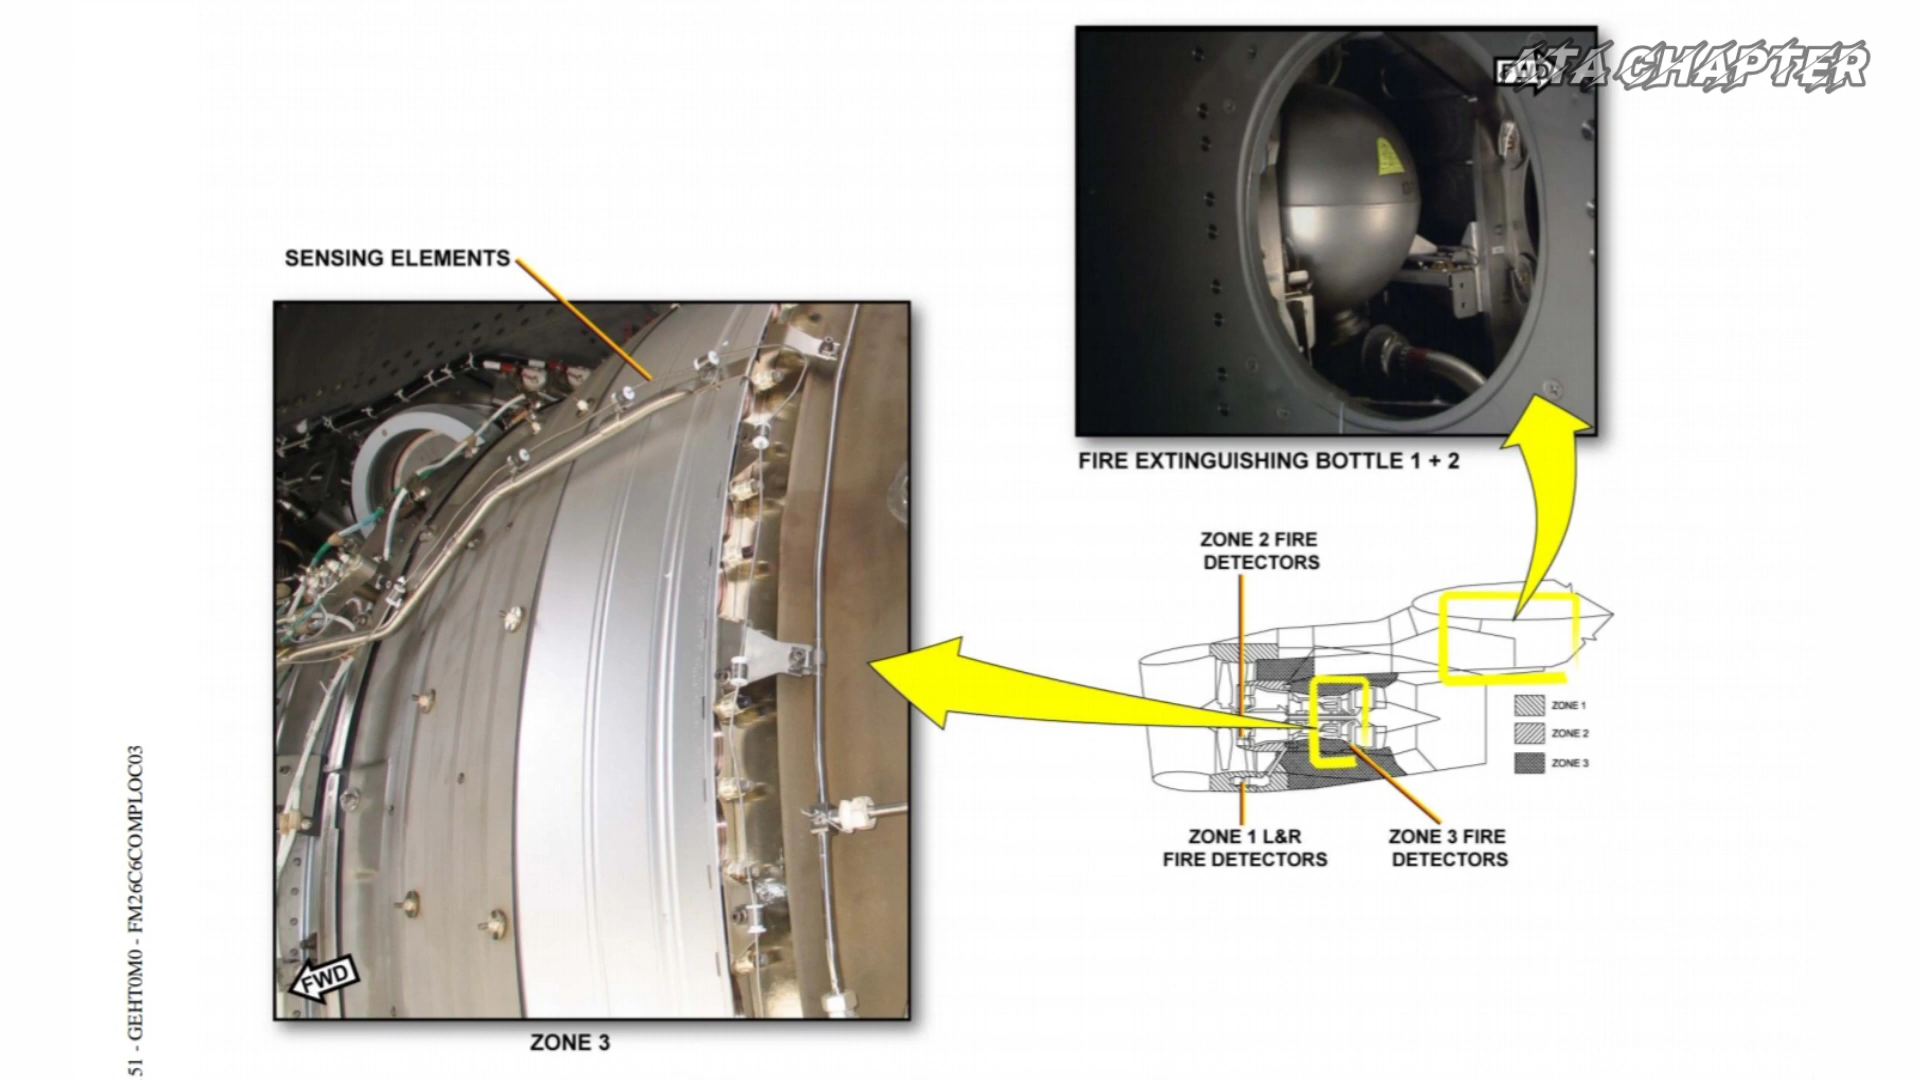 ATA CHAPTER
FWD
SENSING ELEMENTS
FIRE EXTINGUISHING BOTTLE 1 + 2
ZONE 2 FIRE
DETECTORS
ZONE 1
ZONE 2
ZONE 3
ZONE 1 L&R
FIRE DETECTORS
ZONE 3 FIRE
DETECTORS
FWD
ZONE 3
51 - GEHT0M0 - FM26C6COMPLOC03